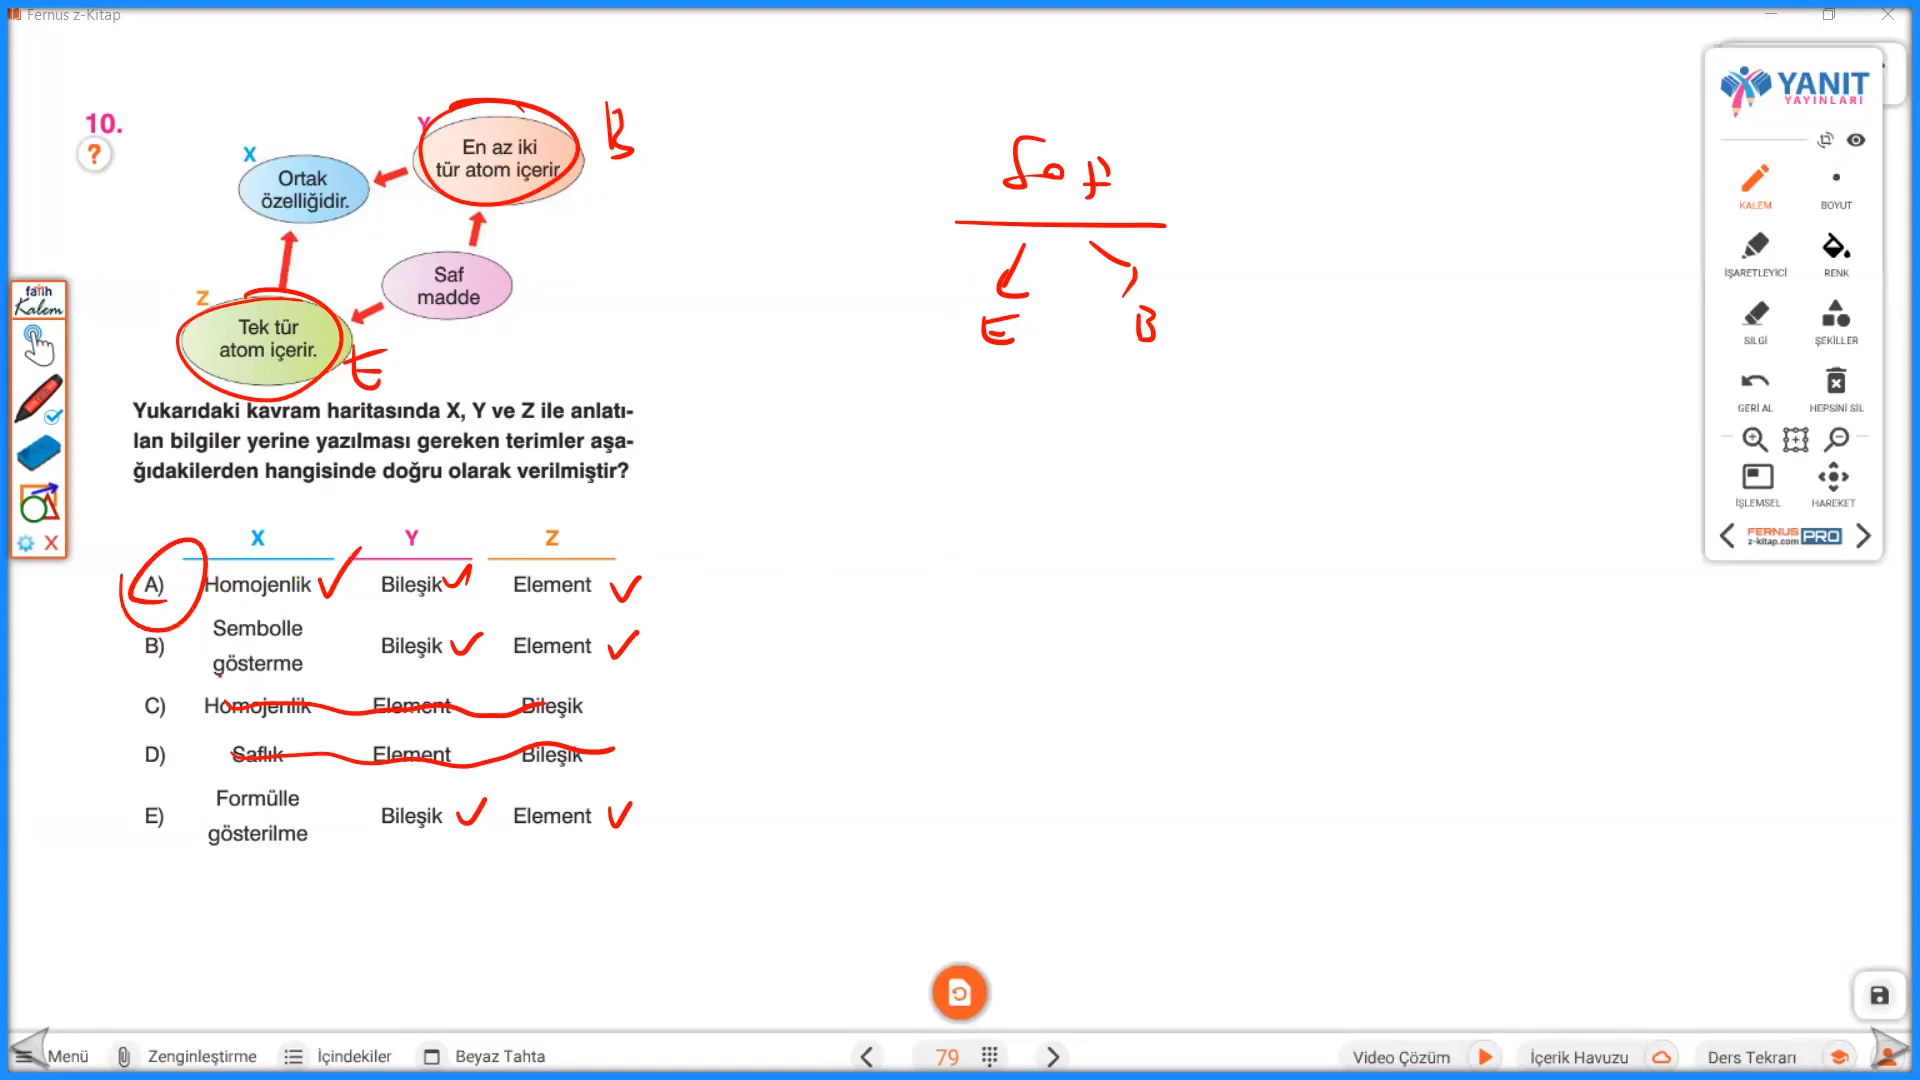 Fernus z-Kitap
10.
?
X
Ortak
özelliğidir.
Y
En az iki
tür atom içerir.
B
Saf
madde
Z
Tek tür
atom içerir.
E
Saf
E
B
Yukarıdaki kavram haritasında X, Y ve Z ile anlatı-
lan bilgiler yerine yazılması gereken terimler aşa-
ğıdakilerden hangisinde doğru olarak verilmiştir?
X Y Z
A) Homojenlik Bileşik Element
B) Sembolle gösterme Bileşik Element
C) Homojenlik Element Bileşik
D) Saflık Element Bileşik
E) Formülle gösterilme Bileşik Element
fatih
Kalem
X
YANIT
YAYINLARI
KALEM BOYUT
İŞARETLEYİCİ RENK
SİLGİ ŞEKİLLER
GERİ AL HEPSİNİ SİL
İŞLEMSEL HAREKET
FERNUS
z-kitap.com PRO
Menü Zenginleştirme İçindekiler Beyaz Tahta 79 Video Çözüm İçerik Havuzu Ders Tekrarı